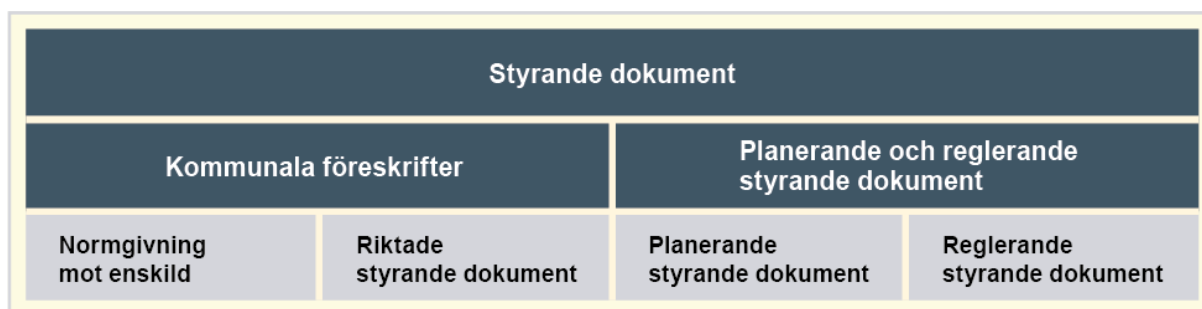 Styrande dokument
Kommunala föreskrifter
Planerande och reglerande
styrande dokument
Normgivning
mot enskild
Riktade
styrande dokument
Planerande
styrande dokument
Reglerande
styrande dokument